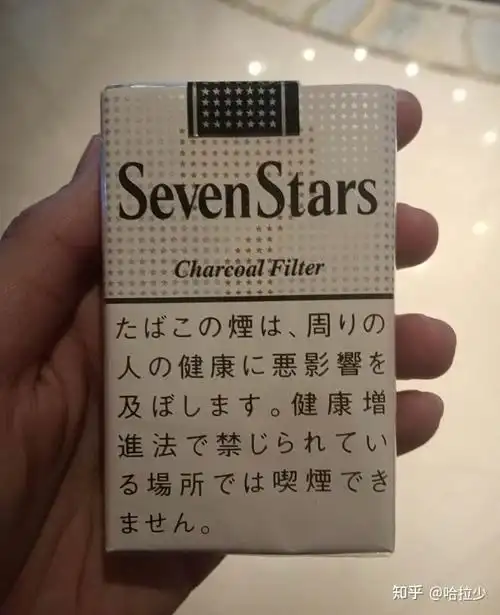 SevenStars
Charcoal Filter
たばこの煙は、周りの
人の健康に悪影響を
及ぼします。健康増
進法で禁じられてい
る場所では喫煙でき
ません。
知乎 @哈拉少